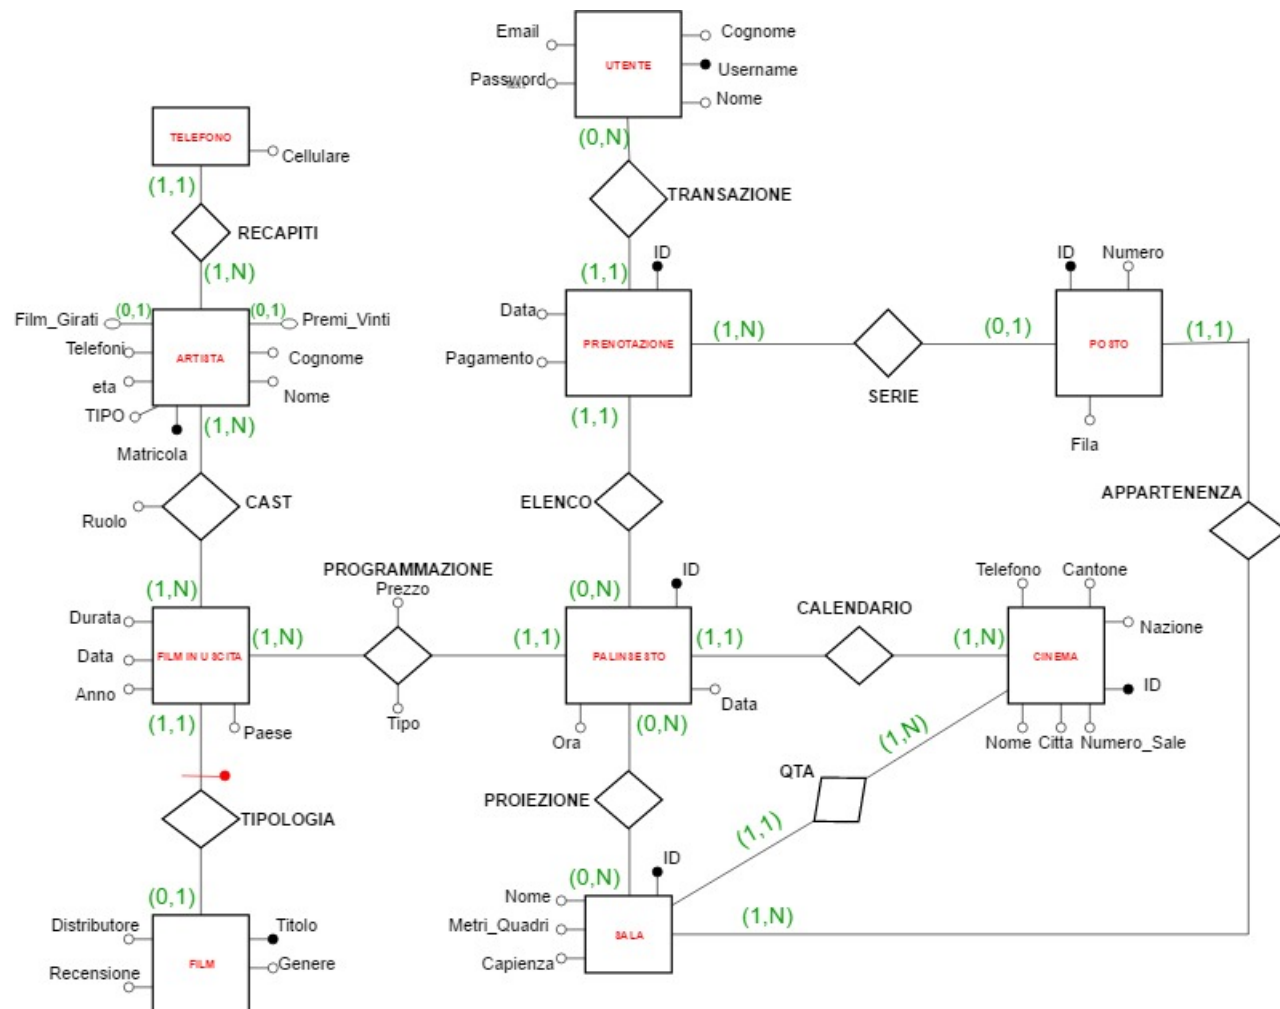 Email
Cognome
UTENTE
Username
Password
Nome
(0,N)
TELEFONO
Cellulare
(1,1)
TRANSAZIONE
RECAPITI
(1,N)
(1,1)
ID
ID
Numero
Film_Girati
(0,1)
(0,1)
Premi_Vinti
Data
Telefoni
ARTISTA
Cognome
Pagamento
PRENOTAZIONE
(1,N)
(0,1)
POSTO
(1,1)
eta
Nome
SERIE
TIPO
(1,N)
(1,1)
Matricola
Fila
Ruolo
CAST
ELENCO
APPARTENENZA
PROGRAMMAZIONE
Prezzo
(1,N)
(0,N)
ID
Telefono
Cantone
Durata
CALENDARIO
Nazione
(1,N)
(1,1)
(1,1)
(1,N)
Data
FILM IN USCITA
PALINSESTO
CINEMA
Anno
ID
(1,1)
Paese
Tipo
Ora
(0,N)
Data
Nome
Citta
Numero_Sale
(1,N)
QTA
PROIEZIONE
TIPOLOGIA
(1,1)
ID
(0,1)
(0,N)
Nome
Distributore
Titolo
Metri_Quadri
(1,N)
SALA
FILM
Genere
Capienza
Recensione